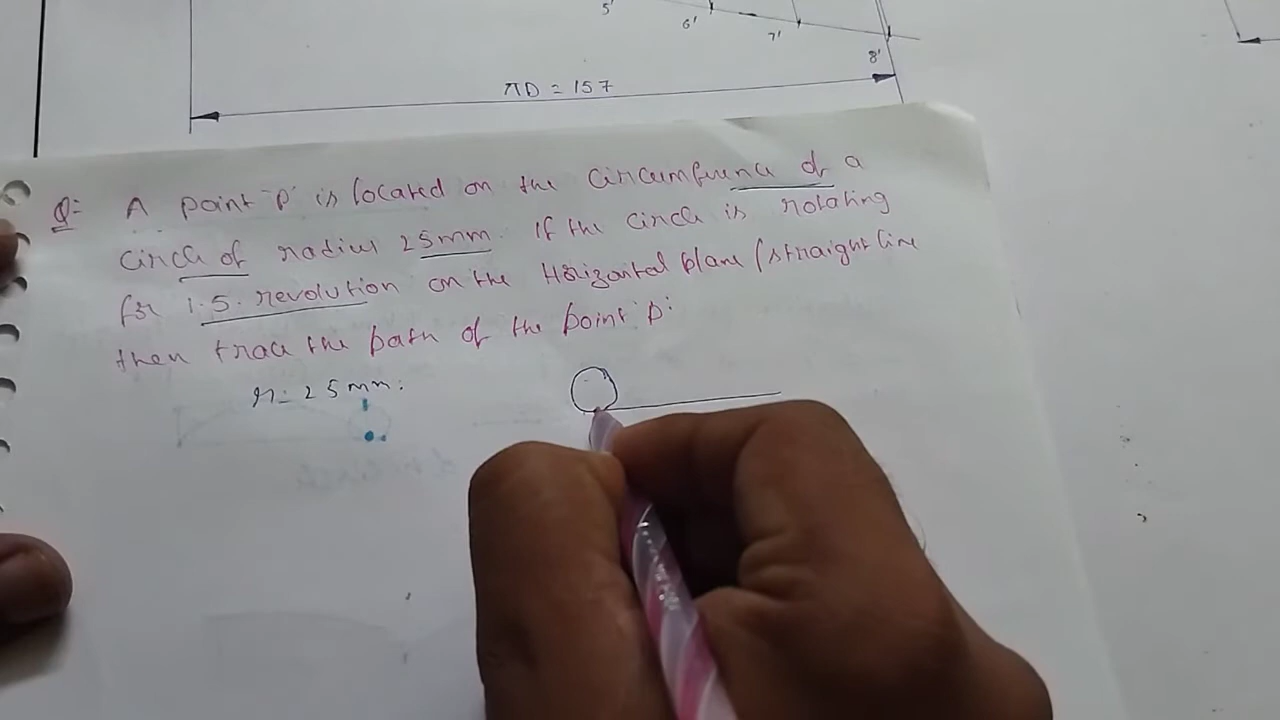 5' 6' 7' 8'
πD = 157
Q:- A point 'P' is located on the circumference of a
circle of radius 25mm. If the circle is rotating
for 1.5. revolution on the Horizontal plane / straight line
then trace the path of the point 'P'.
r = 25mm.